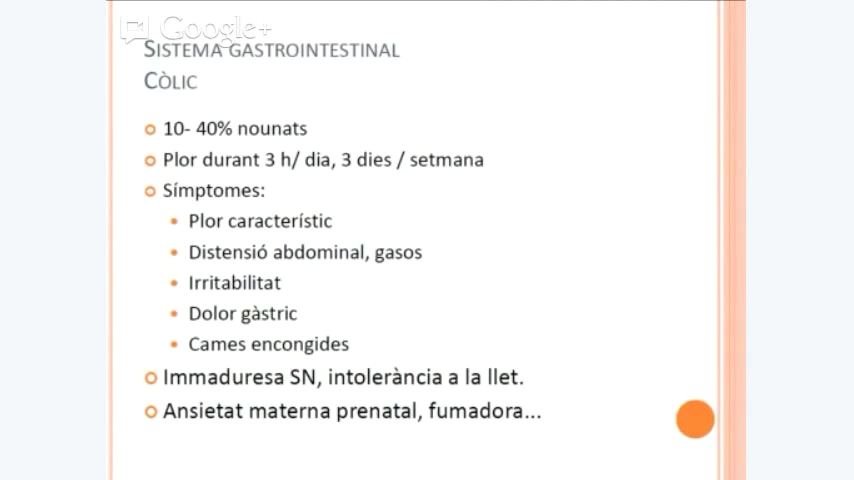 Google+
SISTEMA GASTROINTESTINAL
CÒLIC
10- 40% nounats
Plor durant 3 h/ dia, 3 dies / setmana
Símptomes:
Plor característic
Distensió abdominal, gasos
Irritabilitat
Dolor gàstric
Cames encongides
Immaduresa SN, intolerància a la llet.
Ansietat materna prenatal, fumadora...